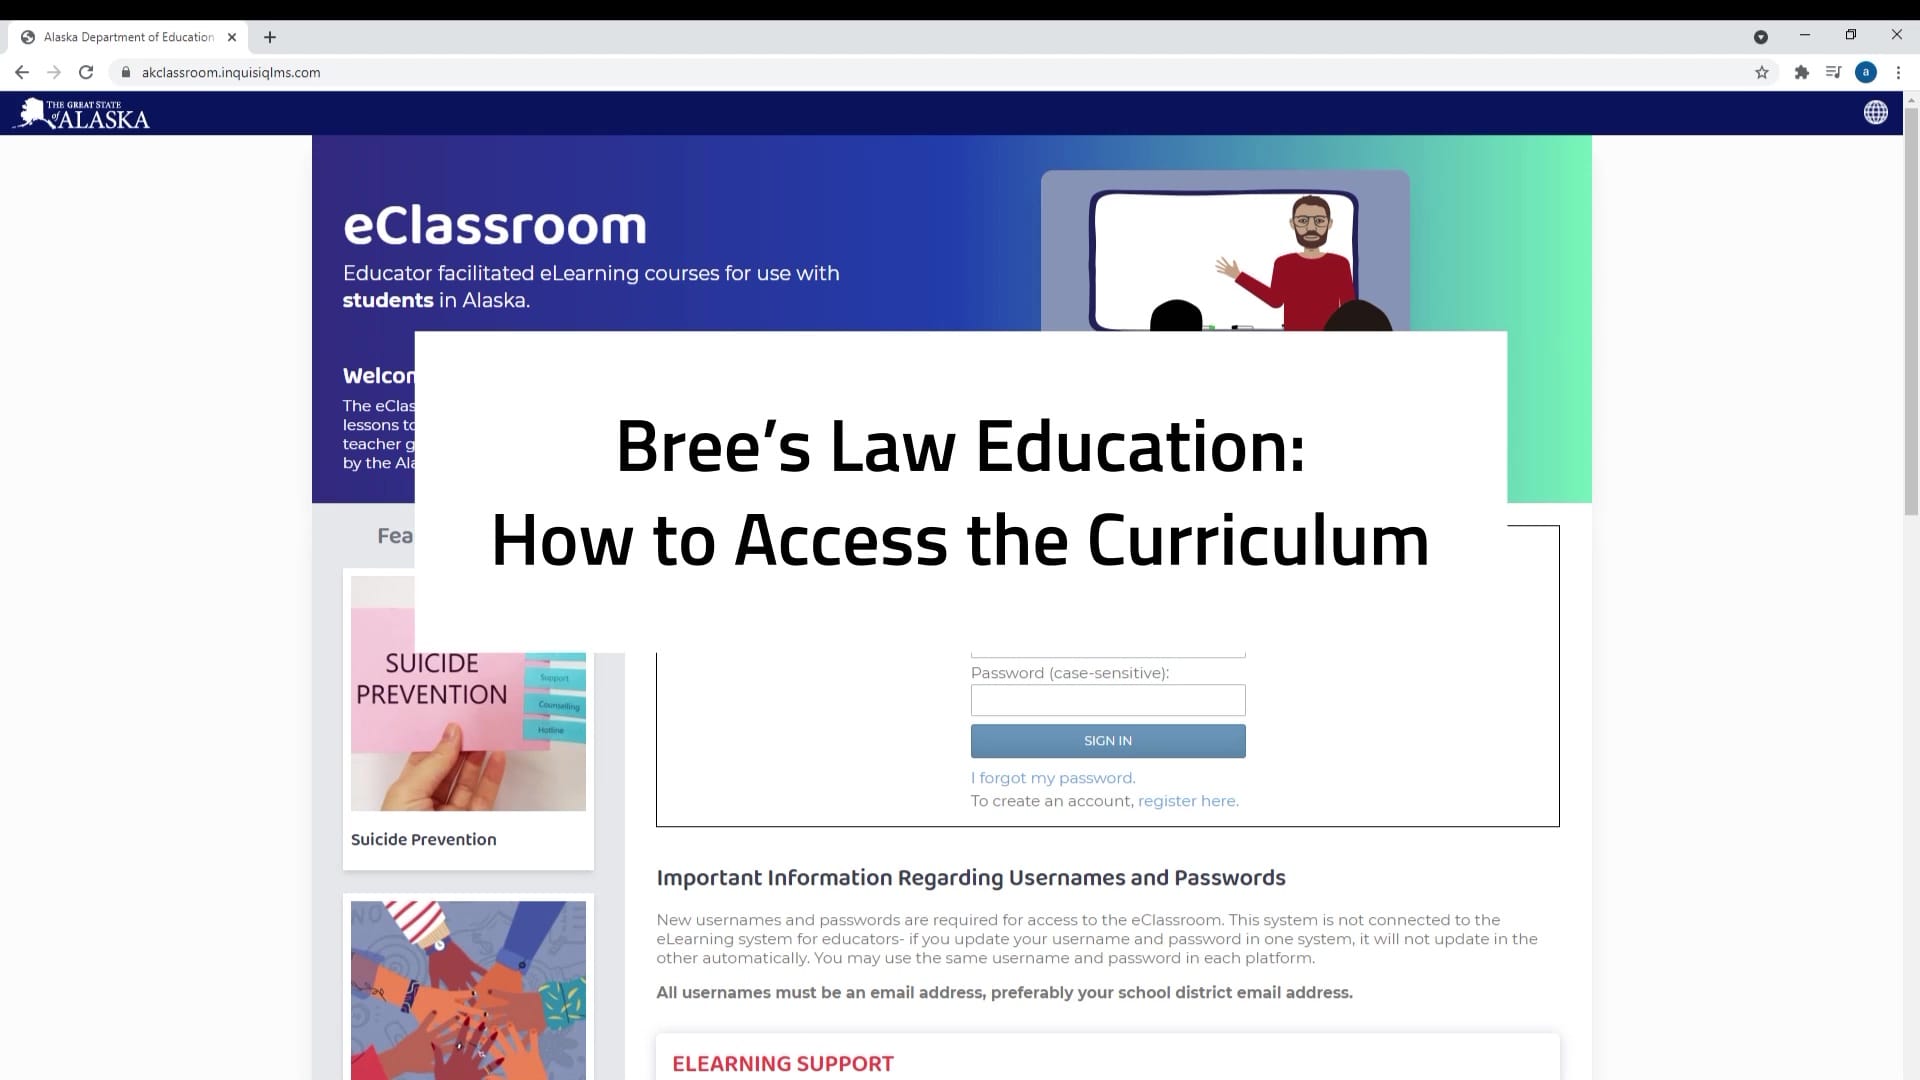 Alaska Department of Education
akclassroom.inquisiqlms.com
a
THE GREAT STATE
of ALASKA
eClassroom
Educator facilitated eLearning courses for use with
students in Alaska.
Welcom
The eClas
lessons to
teacher g
by the Ala
Bree’s Law Education:
How to Access the Curriculum
Fea
SUICIDE
PREVENTION
Support
Counselling
Hotline
Suicide Prevention
Password (case-sensitive):
SIGN IN
I forgot my password.
To create an account, register here.
Important Information Regarding Usernames and Passwords
New usernames and passwords are required for access to the eClassroom. This system is not connected to the
eLearning system for educators- if you update your username and password in one system, it will not update in the
other automatically. You may use the same username and password in each platform.
All usernames must be an email address, preferably your school district email address.
ELEARNING SUPPORT